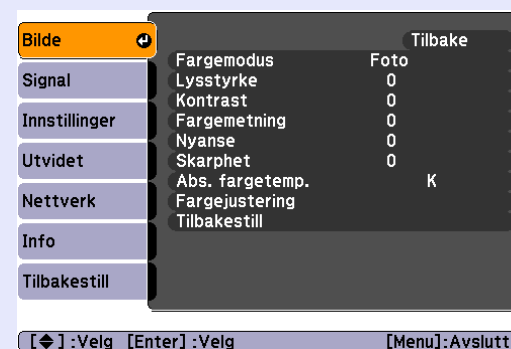 Bilde
Signal
Innstillinger
Utvidet
Nettverk
Info
Tilbakestill
Tilbake
Fargemodus Foto
Lysstyrke 0
Kontrast 0
Fargemetning 0
Nyanse 0
Skarphet 0
Abs. fargetemp. K
Fargejustering
Tilbakestill
[◆] :Velg [Enter] :Velg [Menu]:Avslutt